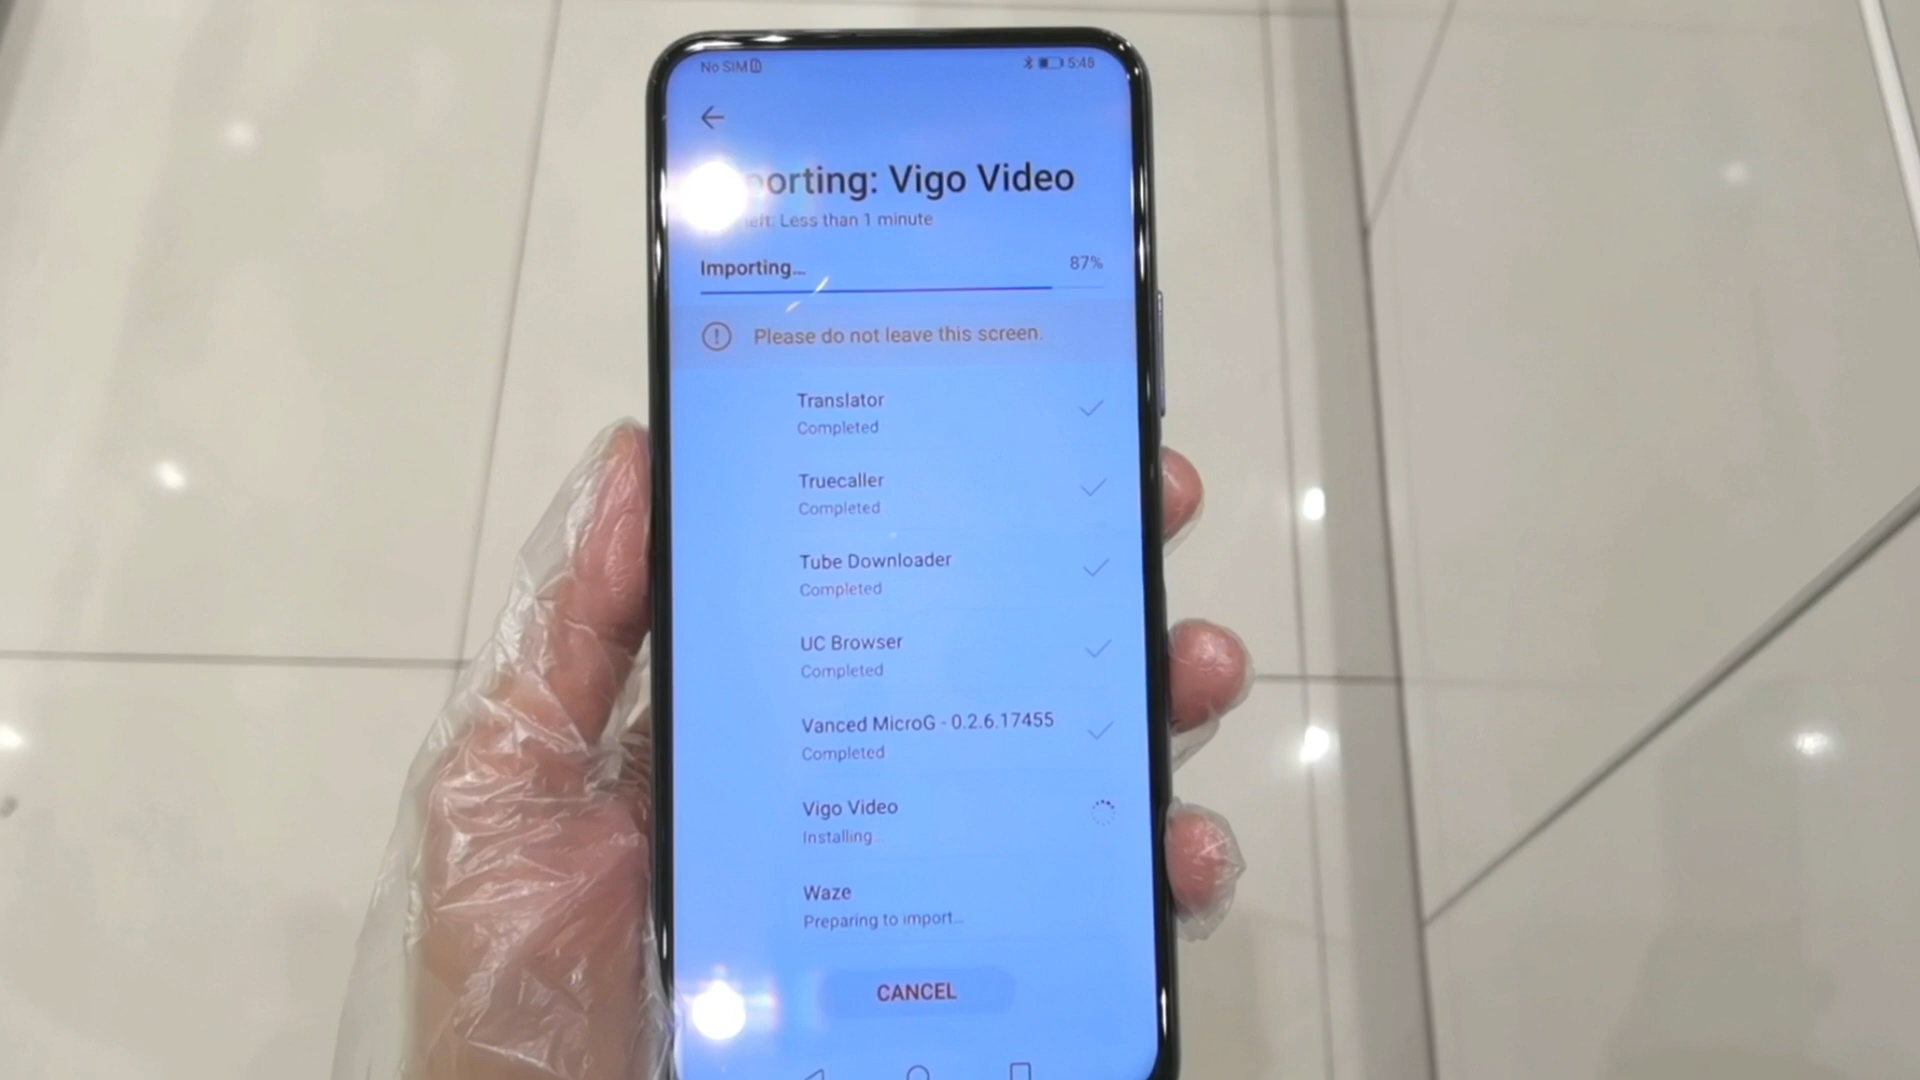 No SIM
5:48
porting: Vigo Video
left: Less than 1 minute
Importing...
87%
Please do not leave this screen.
Translator
Completed
Truecaller
Completed
Tube Downloader
Completed
UC Browser
Completed
Vanced MicroG - 0.2.6.17455
Completed
Vigo Video
Installing...
Waze
Preparing to import...
CANCEL